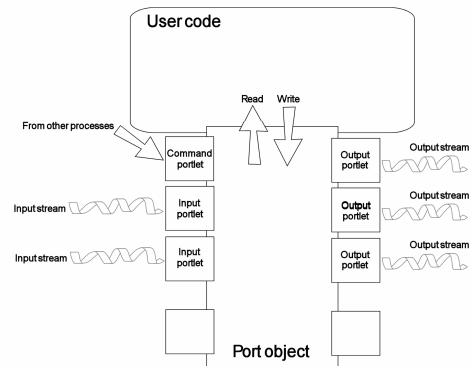 User code
Read
Write
From other processes
Command
portlet
Output
portlet
Output stream
Input stream
Input
portlet
Output
portlet
Output stream
Input stream
Input
portlet
Output
portlet
Output stream
Port object